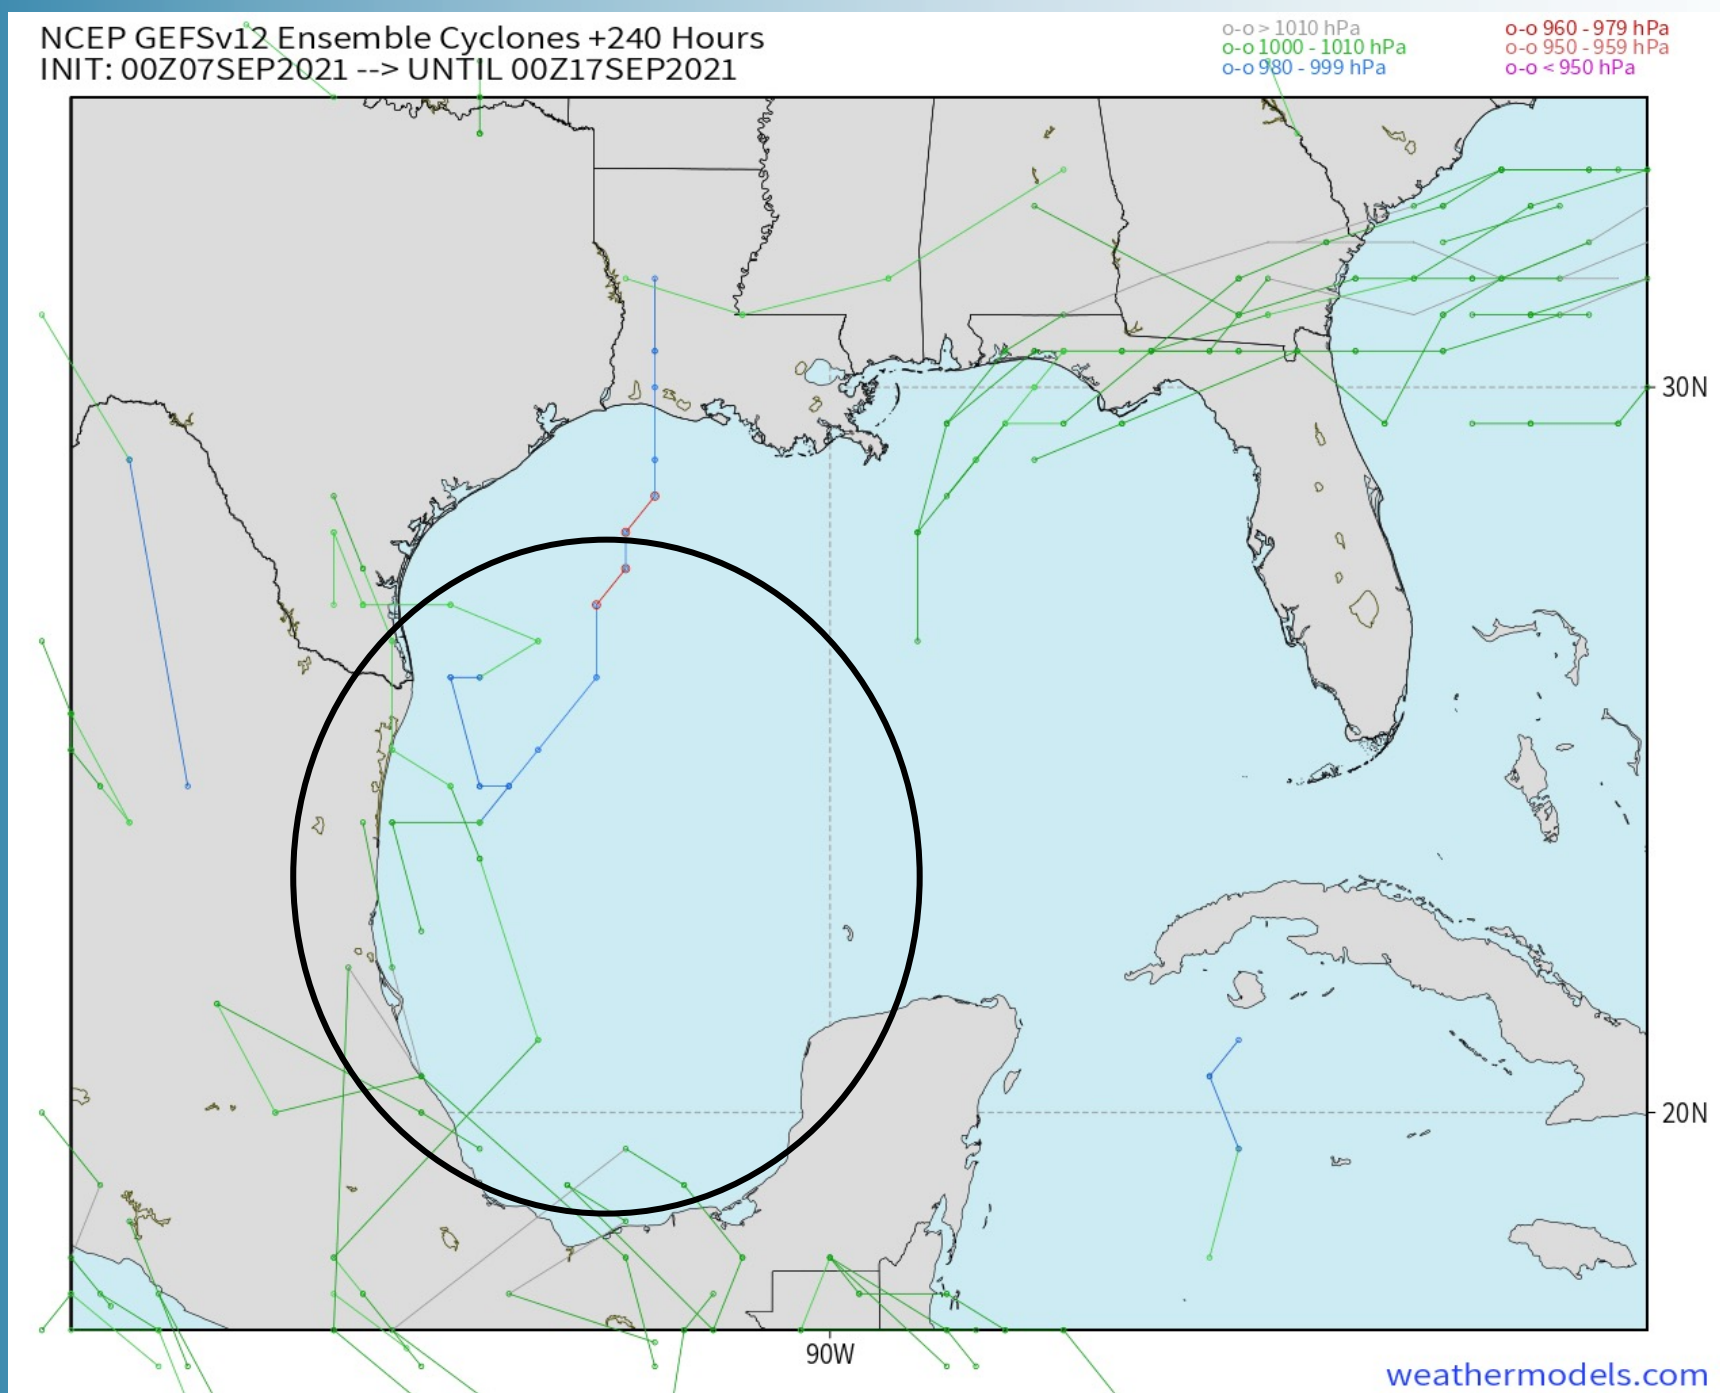 NCEP GEFSv12 Ensemble Cyclones +240 Hours
INIT: 00Z07SEP2021 --> UNTIL 00Z17SEP2021
o-o > 1010 hPa
o-o 1000 - 1010 hPa
o-o 980 - 999 hPa
o-o 960 - 979 hPa
o-o 950 - 959 hPa
o-o < 950 hPa
30N
20N
90W
weathermodels.com